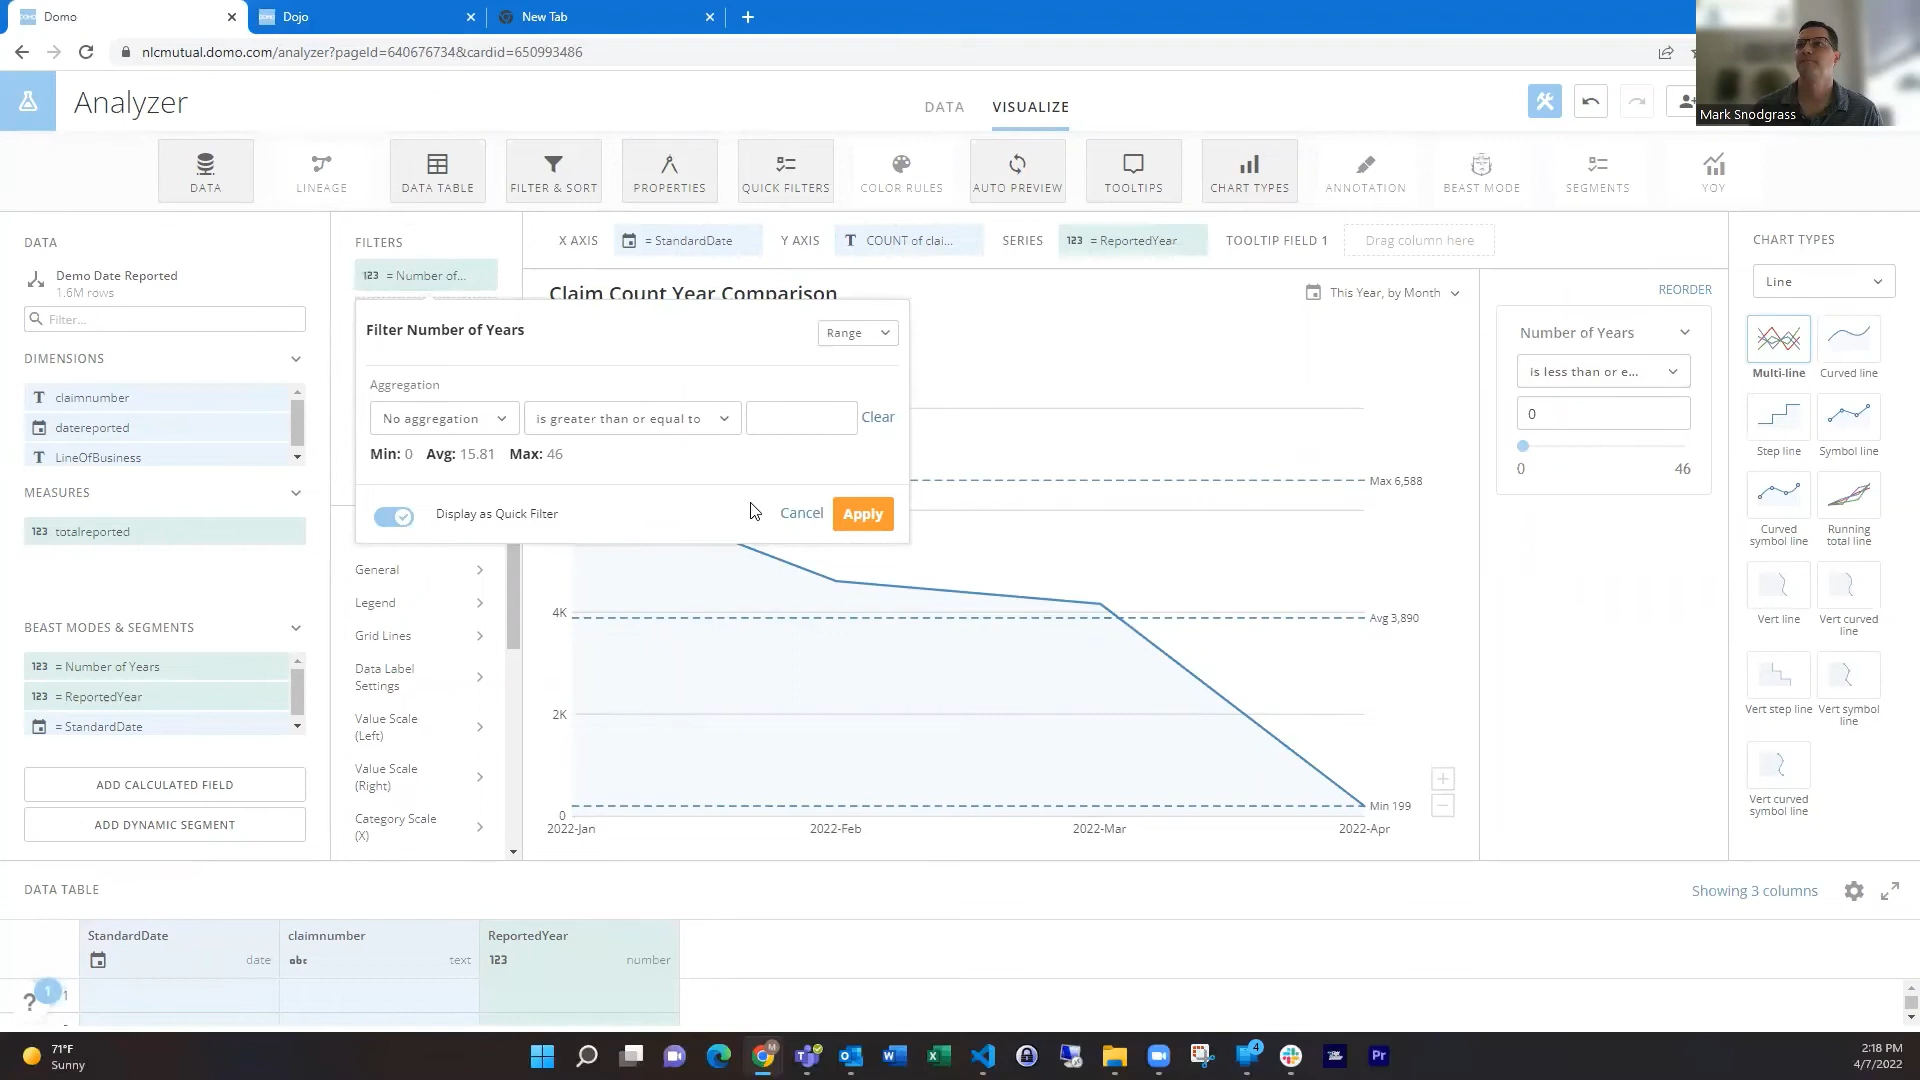 Domo
Dojo
New Tab
nlcmutual.domo.com/analyzer?pageId=640676734&cardid=650993486
Mark Snodgrass
Analyzer
DATA
VISUALIZE
DATA
LINEAGE
DATA TABLE
FILTER & SORT
PROPERTIES
QUICK FILTERS
COLOR RULES
AUTO PREVIEW
TOOLTIPS
CHART TYPES
ANNOTATION
BEAST MODE
SEGMENTS
YOY
DATA
Demo Date Reported
1.6M rows
Filter...
DIMENSIONS
T claimnumber
datereported
T LineOfBusiness
MEASURES
123 totalreported
BEAST MODES & SEGMENTS
123 = Number of Years
123 = ReportedYear
= StandardDate
ADD CALCULATED FIELD
ADD DYNAMIC SEGMENT
FILTERS
123 = Number of...
X AXIS
= StandardDate
Y AXIS
T COUNT of clai...
SERIES
123 = ReportedYear
TOOLTIP FIELD 1
Drag column here
Claim Count Year Comparison
This Year, by Month
Filter Number of Years
Range
Aggregation
No aggregation
is greater than or equal to
Clear
Min: 0 Avg: 15.81 Max: 46
Display as Quick Filter
Cancel
Apply
General
Legend
Grid Lines
Data Label
Settings
Value Scale
(Left)
Value Scale
(Right)
Category Scale
(X)
Max 6,588
4K
Avg 3,890
2K
0
Min 199
2022-Jan
2022-Feb
2022-Mar
2022-Apr
REORDER
Number of Years
is less than or e...
0
0
46
CHART TYPES
Line
Multi-line
Curved line
Step line
Symbol line
Curved
symbol line
Running
total line
Vert line
Vert curved
line
Vert step line
Vert symbol
line
Vert curved
symbol line
DATA TABLE
Showing 3 columns
StandardDate
date
claimnumber
abc
text
ReportedYear
123
number
?
1
1
71°F
Sunny
M
4
Pr
2:18 PM
4/7/2022